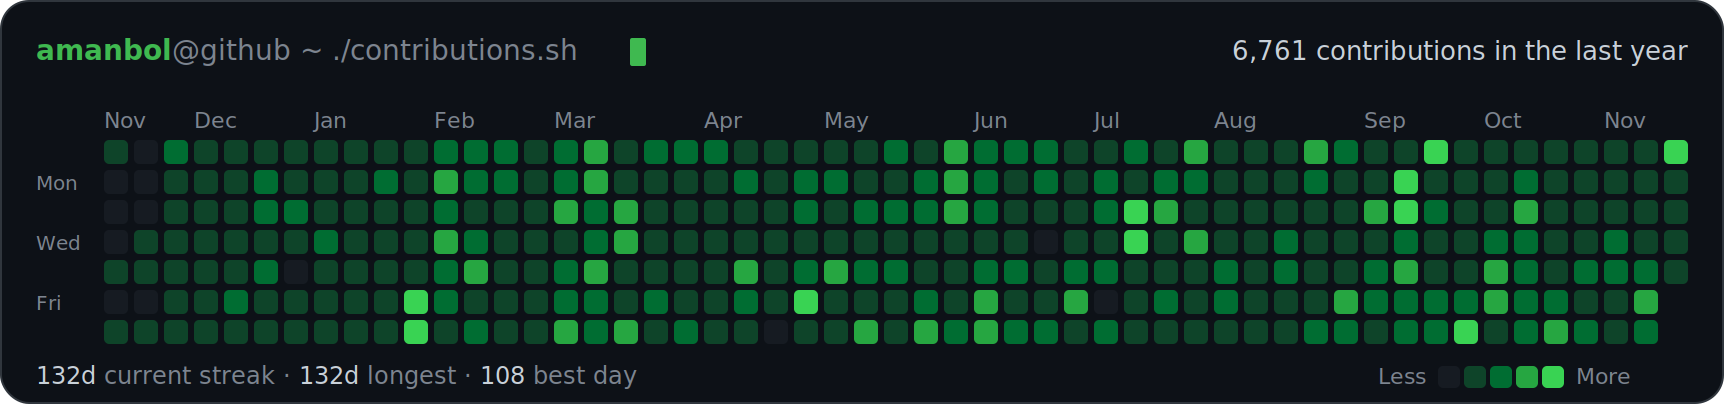 amanbol@github ~ ./contributions.sh
6,761 contributions in the last year
Nov Dec Jan Feb Mar Apr May Jun Jul Aug Sep Oct Nov
Mon
Wed
Fri
132d current streak · 132d longest · 108 best day
Less More